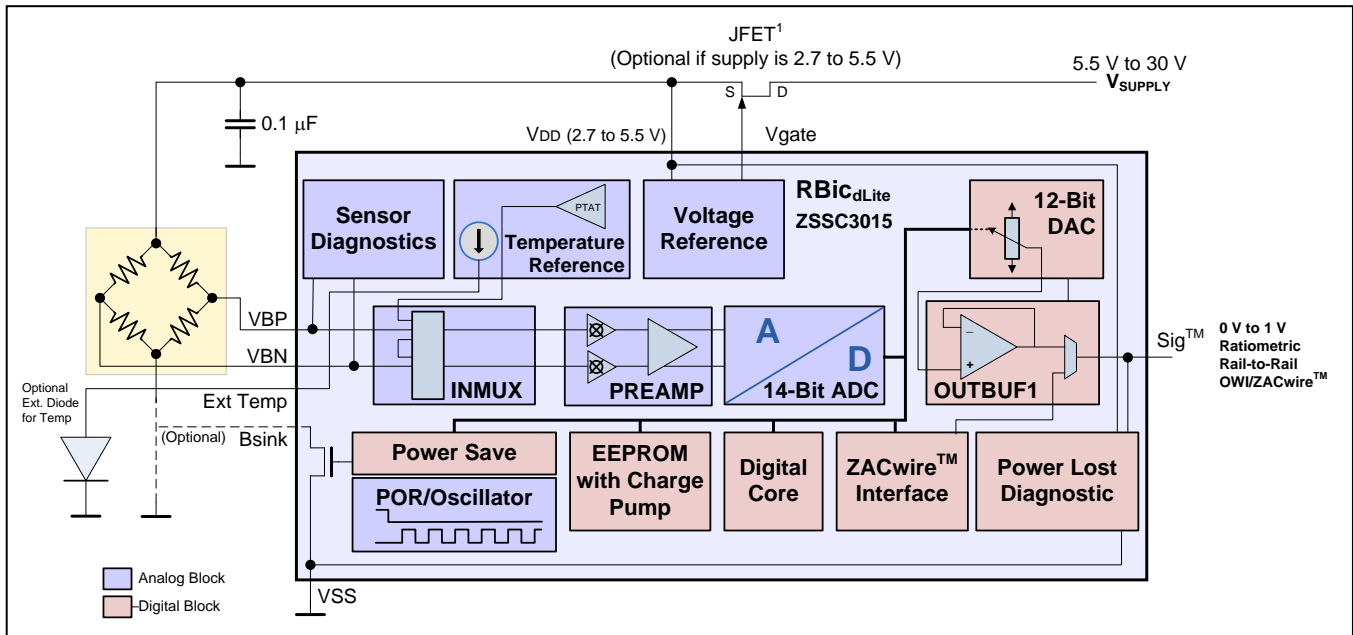 JFET¹
(Optional if supply is 2.7 to 5.5 V)
5.5 V to 30 V
VSUPPLY
S
D
0.1 µF
VDD (2.7 to 5.5 V)
Vgate
Sensor
Diagnostics
PTAT
Temperature
Reference
Voltage
Reference
RBicdLite
ZSSC3015
12-Bit
DAC
VBP
VBN
INMUX
PREAMP
A
D
14-Bit ADC
−
+
OUTBUF1
Sig™
0 V to 1 V
Ratiometric
Rail-to-Rail
OWI/ZACwire™
Optional
Ext. Diode
for Temp
Ext Temp
(Optional)
Bsink
Power Save
POR/Oscillator
EEPROM
with Charge
Pump
Digital
Core
ZACwire™
Interface
Power Lost
Diagnostic
Analog Block
Digital Block
VSS